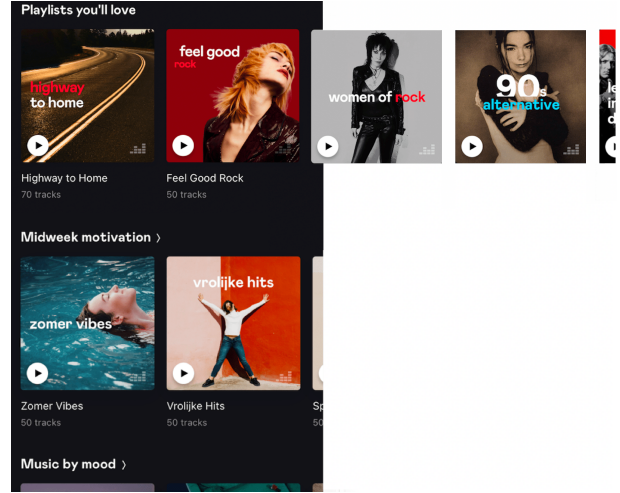 Playlists you'll love
highway
to home
feel good
rock
women of rock
90s
alternative
Highway to Home
70 tracks
Feel Good Rock
50 tracks
Midweek motivation
zomer vibes
vrolijke hits
Zomer Vibes
50 tracks
Vrolijke Hits
50 tracks
Sp
50
Music by mood